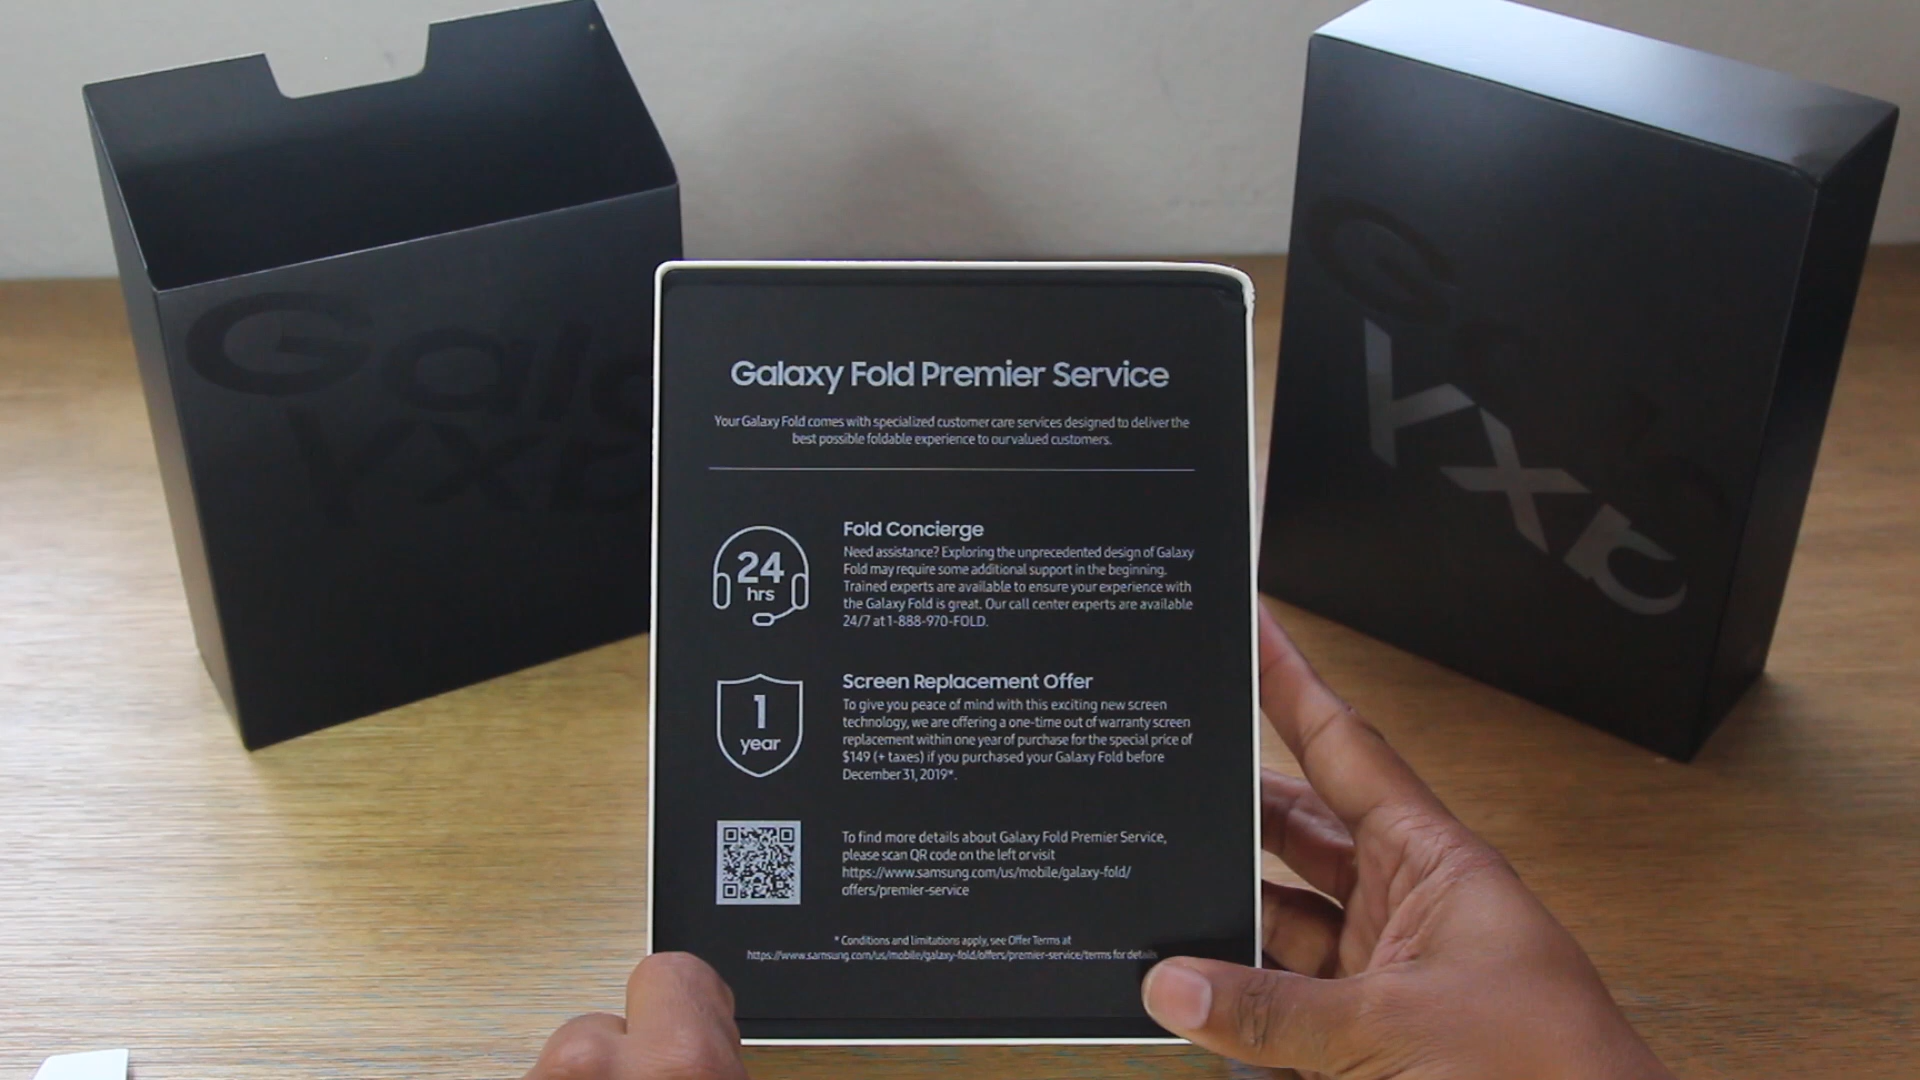 Galaxy Fold Premier Service
Your Galaxy Fold comes with specialized customer care services designed to deliver the
best possible foldable experience to our valued customers.
24
hrs
Fold Concierge
Need assistance? Exploring the unprecedented design of Galaxy
Fold may require some additional support in the beginning.
Trained experts are available to ensure your experience with
the Galaxy Fold is great. Our call center experts are available
24/7 at 1-888-970-FOLD.
1
year
Screen Replacement Offer
To give you peace of mind with this exciting new screen
technology, we are offering a one-time out of warranty screen
replacement within one year of purchase for the special price of
$149 (+ taxes) if you purchased your Galaxy Fold before
December 31, 2019*.
To find more details about Galaxy Fold Premier Service,
please scan QR code on the left or visit
https://www.samsung.com/us/mobile/galaxy-fold/
offers/premier-service
* Conditions and limitations apply, see Offer Terms at
https://www.samsung.com/us/mobile/galaxy-fold/offers/premier-service/terms for details